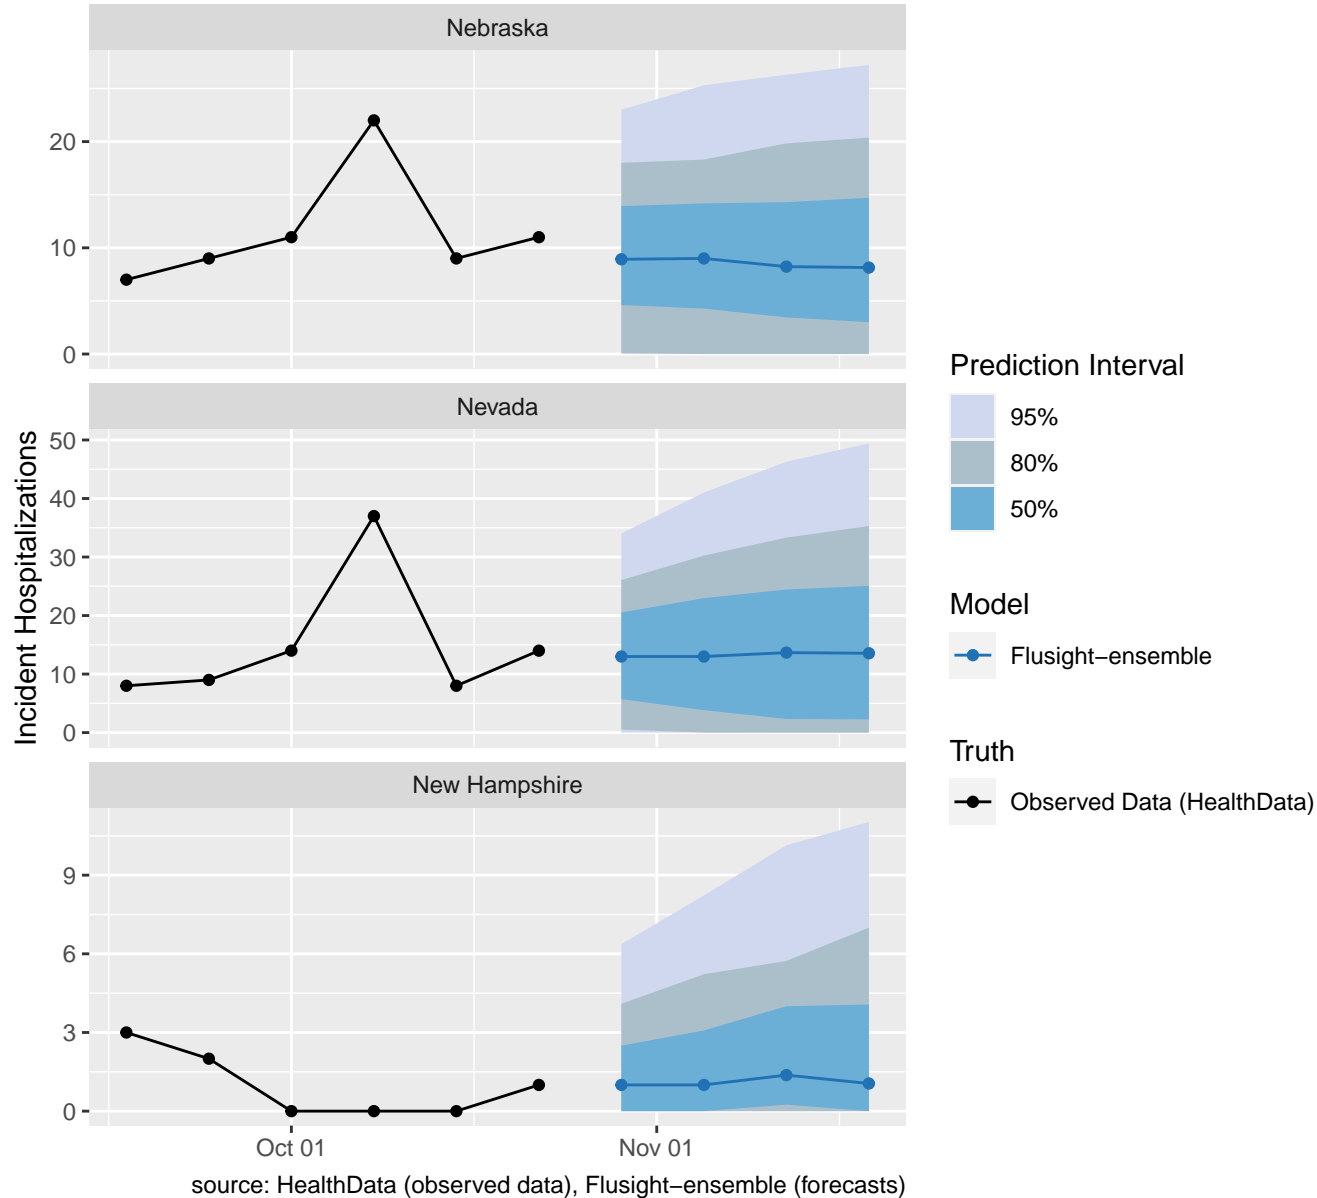 Nebraska
20
10
0
Nevada
50
40
30
20
10
0
New Hampshire
9
6
3
0
Oct 01
Nov 01
Incident Hospitalizations
source: HealthData (observed data), Flusight−ensemble (forecasts)
Prediction Interval
95%
80%
50%
Model
Flusight−ensemble
Truth
Observed Data (HealthData)